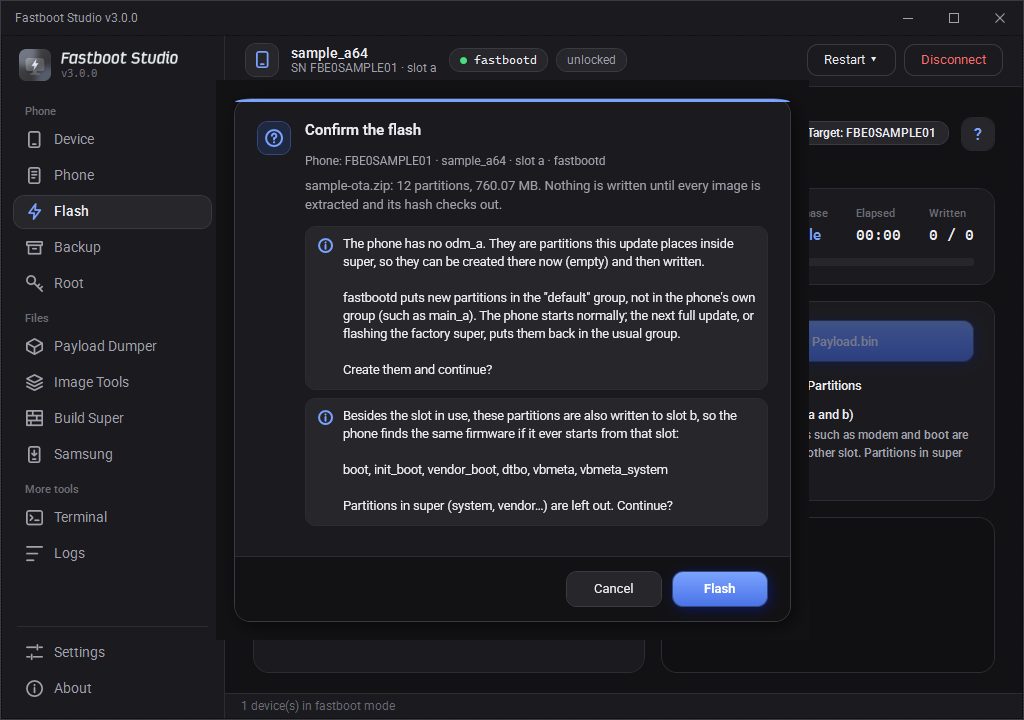 Fastboot Studio v3.0.0
Fastboot Studio
v3.0.0
Phone
Device
Phone
Flash
Backup
Root
Files
Payload Dumper
Image Tools
Build Super
Samsung
More tools
Terminal
Logs
Settings
About
sample_a64
SN FBE0SAMPLE01 · slot a
fastbootd
unlocked
Restart ▾
Disconnect
Target: FBE0SAMPLE01
?
Elapsed
Written
00:00
0 / 0
Payload.bin
Partitions
a and b)
such as modem and boot are
other slot. Partitions in super
Confirm the flash
Phone: FBE0SAMPLE01 · sample_a64 · slot a · fastbootd
sample-ota.zip: 12 partitions, 760.07 MB. Nothing is written until every image is
extracted and its hash checks out.
The phone has no odm_a. They are partitions this update places inside
super, so they can be created there now (empty) and then written.
fastbootd puts new partitions in the "default" group, not in the phone's own
group (such as main_a). The phone starts normally; the next full update, or
flashing the factory super, puts them back in the usual group.
Create them and continue?
Besides the slot in use, these partitions are also written to slot b, so the
phone finds the same firmware if it ever starts from that slot:
boot, init_boot, vendor_boot, dtbo, vbmeta, vbmeta_system
Partitions in super (system, vendor…) are left out. Continue?
Cancel
Flash
1 device(s) in fastboot mode